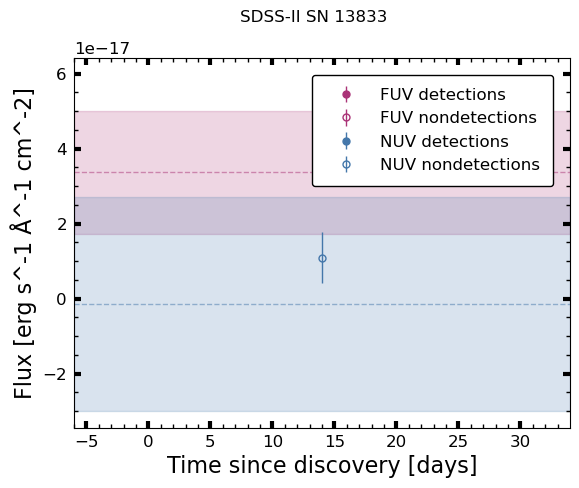 SDSS-II SN 13833
1e−17
6
4
2
0
−2
Flux [erg s^-1 Å^-1 cm^-2]
FUV detections
FUV nondetections
NUV detections
NUV nondetections
−5 0 5 10 15 20 25 30
Time since discovery [days]